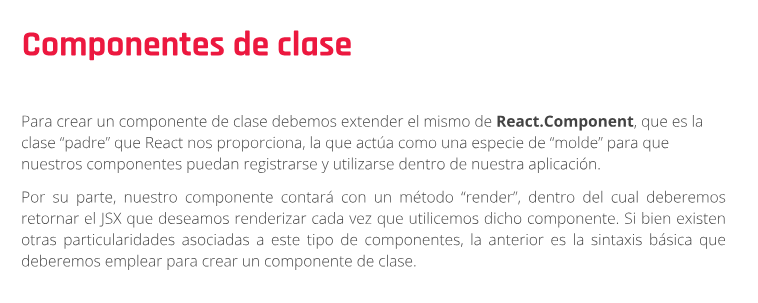 Componentes de clase
Para crear un componente de clase debemos extender el mismo de React.Component, que es la
clase “padre” que React nos proporciona, la que actúa como una especie de “molde” para que
nuestros componentes puedan registrarse y utilizarse dentro de nuestra aplicación.
Por su parte, nuestro componente contará con un método “render”, dentro del cual deberemos
retornar el JSX que deseamos renderizar cada vez que utilicemos dicho componente. Si bien existen
otras particularidades asociadas a este tipo de componentes, la anterior es la sintaxis básica que
deberemos emplear para crear un componente de clase.